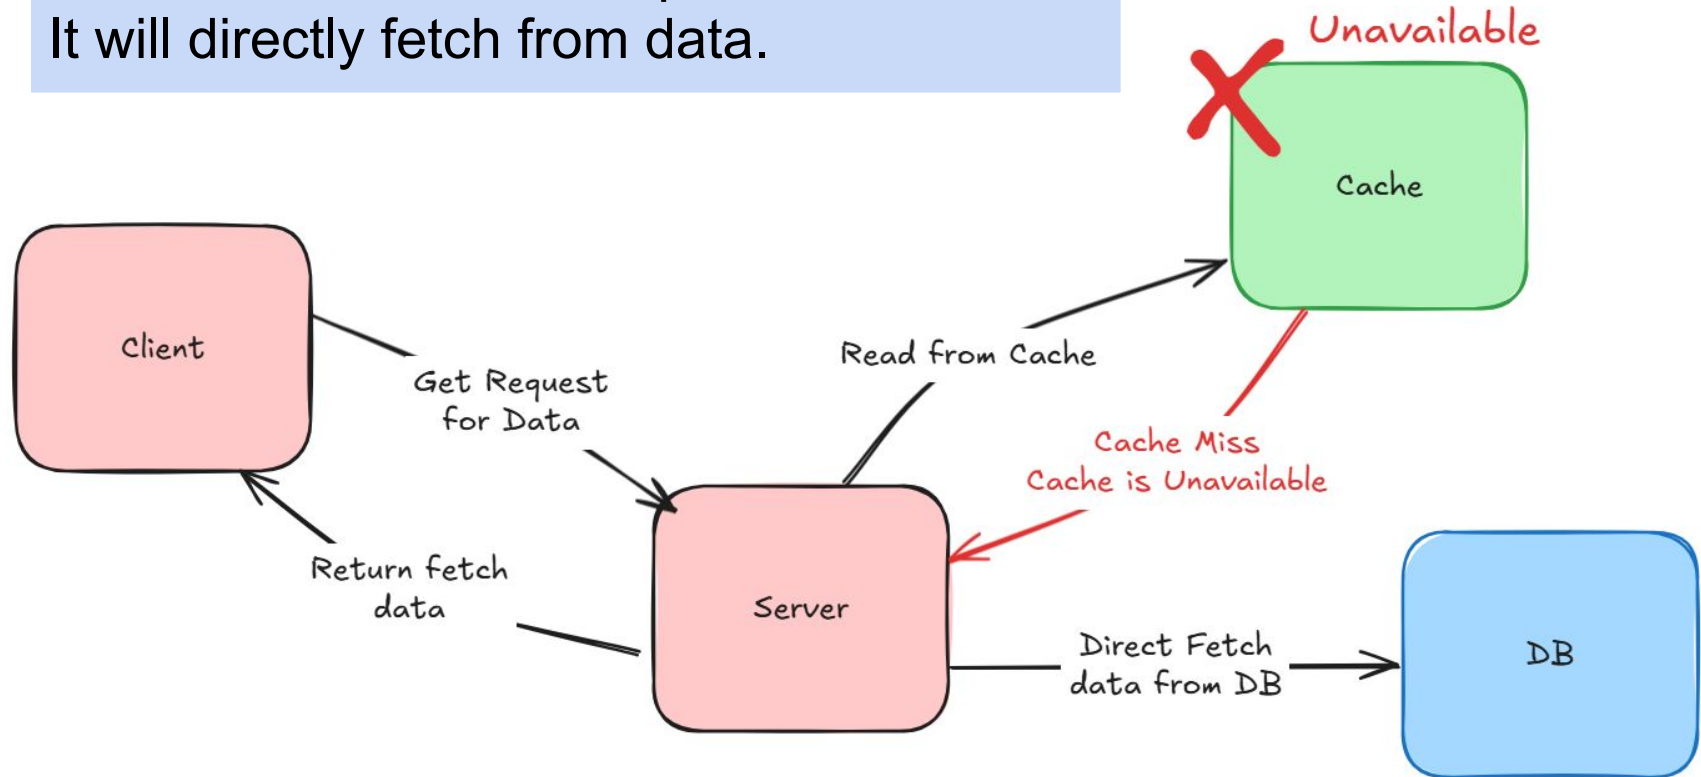 It will directly fetch from data.
Unavailable
Cache
Client
Read from Cache
Get Request
for Data
Cache Miss
Cache is Unavailable
Return fetch
data
Server
Direct Fetch
data from DB
DB